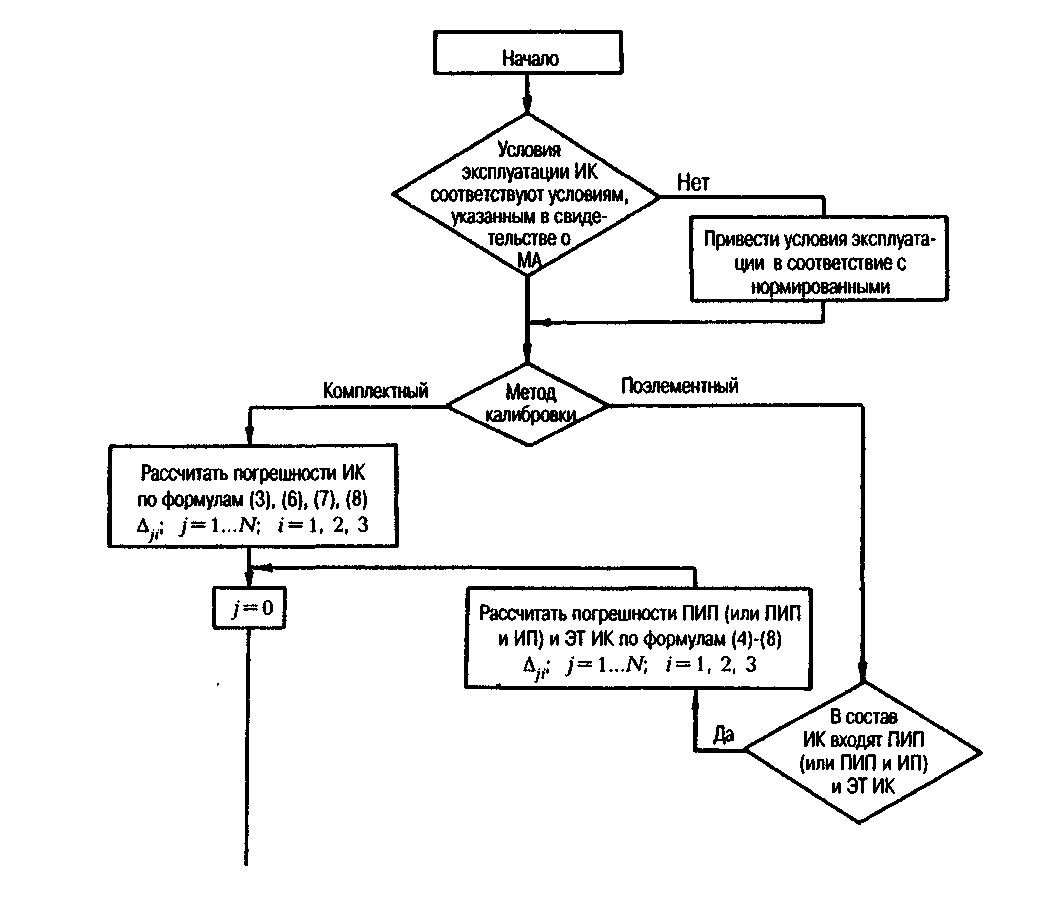 Начало
Условия
эксплуатации ИК
соответствуют условиям,
указанным в свиде-
тельстве о
МА
Нет
Привести условия эксплуата-
ции в соответствие с
нормированными
Комплектный
Метод
калибровки
Поэлементный
Рассчитать погрешности ИК
по формулам (3), (6), (7), (8)
Δji; j=1...N; i=1, 2, 3
j=0
Рассчитать погрешности ПИП (или ПИП
и ИП) и ЭТ ИК по формулам (4)-(8)
Δji; j=1...N; i=1, 2, 3
Да
В состав
ИК входят ПИП
(или ПИП и ИП)
и ЭТ ИК